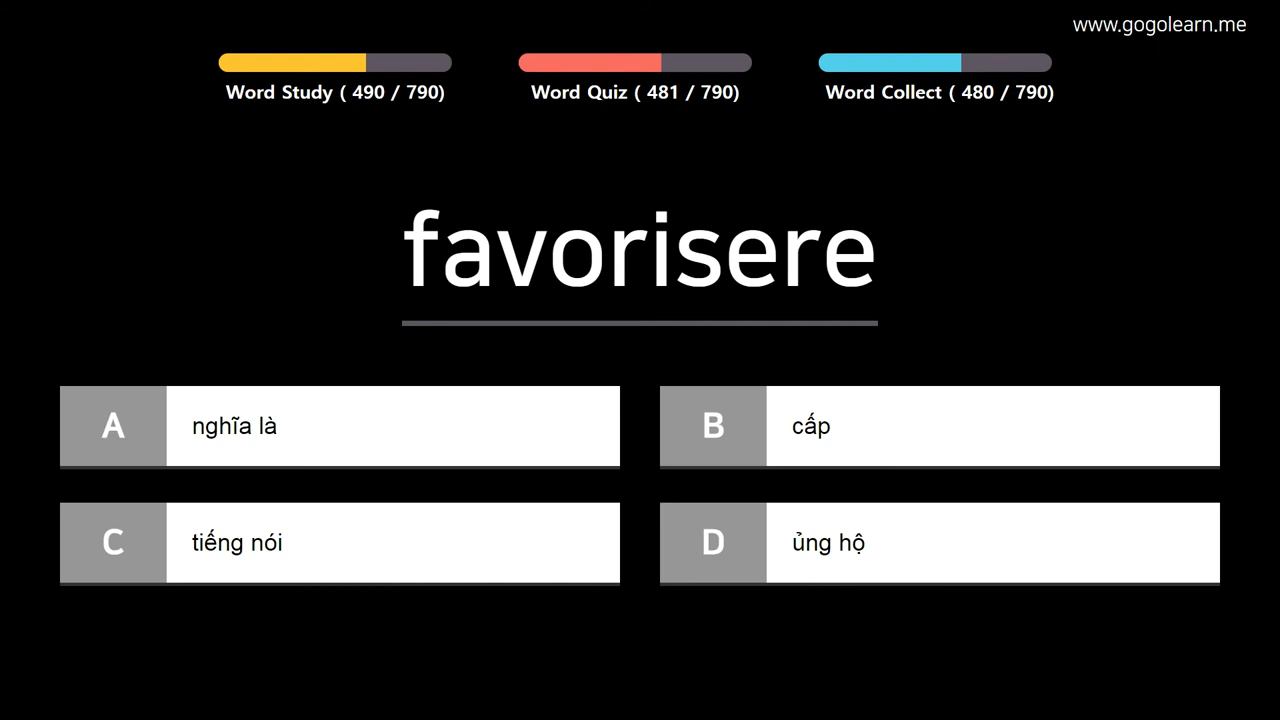 www.gogolearn.me
Word Study ( 490 / 790)
Word Quiz ( 481 / 790)
Word Collect ( 480 / 790)
favorisere
A nghĩa là
B cấp
C tiếng nói
D ủng hộ